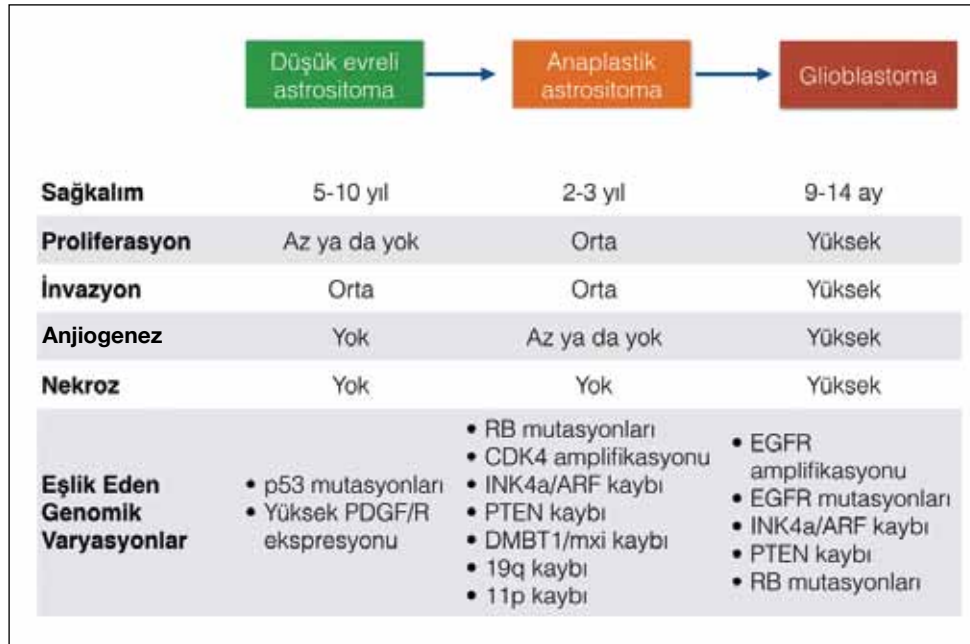 Düşük evreli
astrositoma
Anaplastik
astrositoma
Glioblastoma
Sağkalım 5-10 yıl 2-3 yıl 9-14 ay
Proliferasyon Az ya da yok Orta Yüksek
İnvazyon Orta Orta Yüksek
Anjiogenez Yok Az ya da yok Yüksek
Nekroz Yok Yok Yüksek
Eşlik Eden
Genomik
Varyasyonlar
• p53 mutasyonları
• Yüksek PDGF/R
ekspresyonu
• RB mutasyonları
• CDK4 amplifikasyonu
• INK4a/ARF kaybı
• PTEN kaybı
• DMBT1/mxi kaybı
• 19q kaybı
• 11p kaybı
• EGFR
amplifikasyonu
• EGFR mutasyonları
• INK4a/ARF kaybı
• PTEN kaybı
• RB mutasyonları